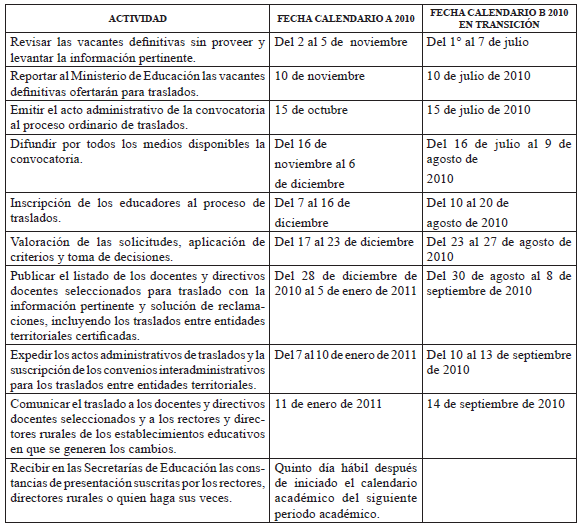 ACTIVIDAD
FECHA CALENDARIO A 2010
FECHA CALENDARIO B 2010
EN TRANSICIÓN
Revisar las vacantes definitivas sin proveer y
levantar la información pertinente.
Del 2 al 5 de noviembre
Del 1° al 7 de julio
Reportar al Ministerio de Educación las vacantes
definitivas ofertarán para traslados.
10 de noviembre
10 de julio de 2010
Emitir el acto administrativo de la convocatoria
al proceso ordinario de traslados.
15 de octubre
15 de julio de 2010
Difundir por todos los medios disponibles la
convocatoria.
Del 16 de
noviembre al 6
de diciembre
Del 16 de julio al 9 de
agosto de
2010
Inscripción de los educadores al proceso de
traslados.
Del 7 al 16 de
diciembre
Del 10 al 20 de
agosto de 2010
Valoración de las solicitudes, aplicación de
criterios y toma de decisiones.
Del 17 al 23 de diciembre
Del 23 al 27 de agosto de
2010
Publicar el listado de los docentes y directivos
docentes seleccionados para traslado con la
información pertinente y solución de reclama-
ciones, incluyendo los traslados entre entidades
territoriales certificadas.
Del 28 de diciembre de
2010 al 5 de enero de 2011
Del 30 de agosto al 8 de
septiembre de 2010
Expedir los actos administrativos de traslados y la
suscripción de los convenios interadministrativos
para los traslados entre entidades territoriales.
Del 7 al 10 de enero de 2011
Del 10 al 13 de septiembre
de 2010
Comunicar el traslado a los docentes y directivos
docentes seleccionados y a los rectores y direc-
tores rurales de los establecimientos educativos
en que se generen los cambios.
11 de enero de 2011
14 de septiembre de 2010
Recibir en las Secretarías de Educación las cons-
tancias de presentación suscritas por los rectores,
directores rurales o quien haga sus veces.
Quinto día hábil después
de iniciado el calendario
académico del siguiente
periodo académico.